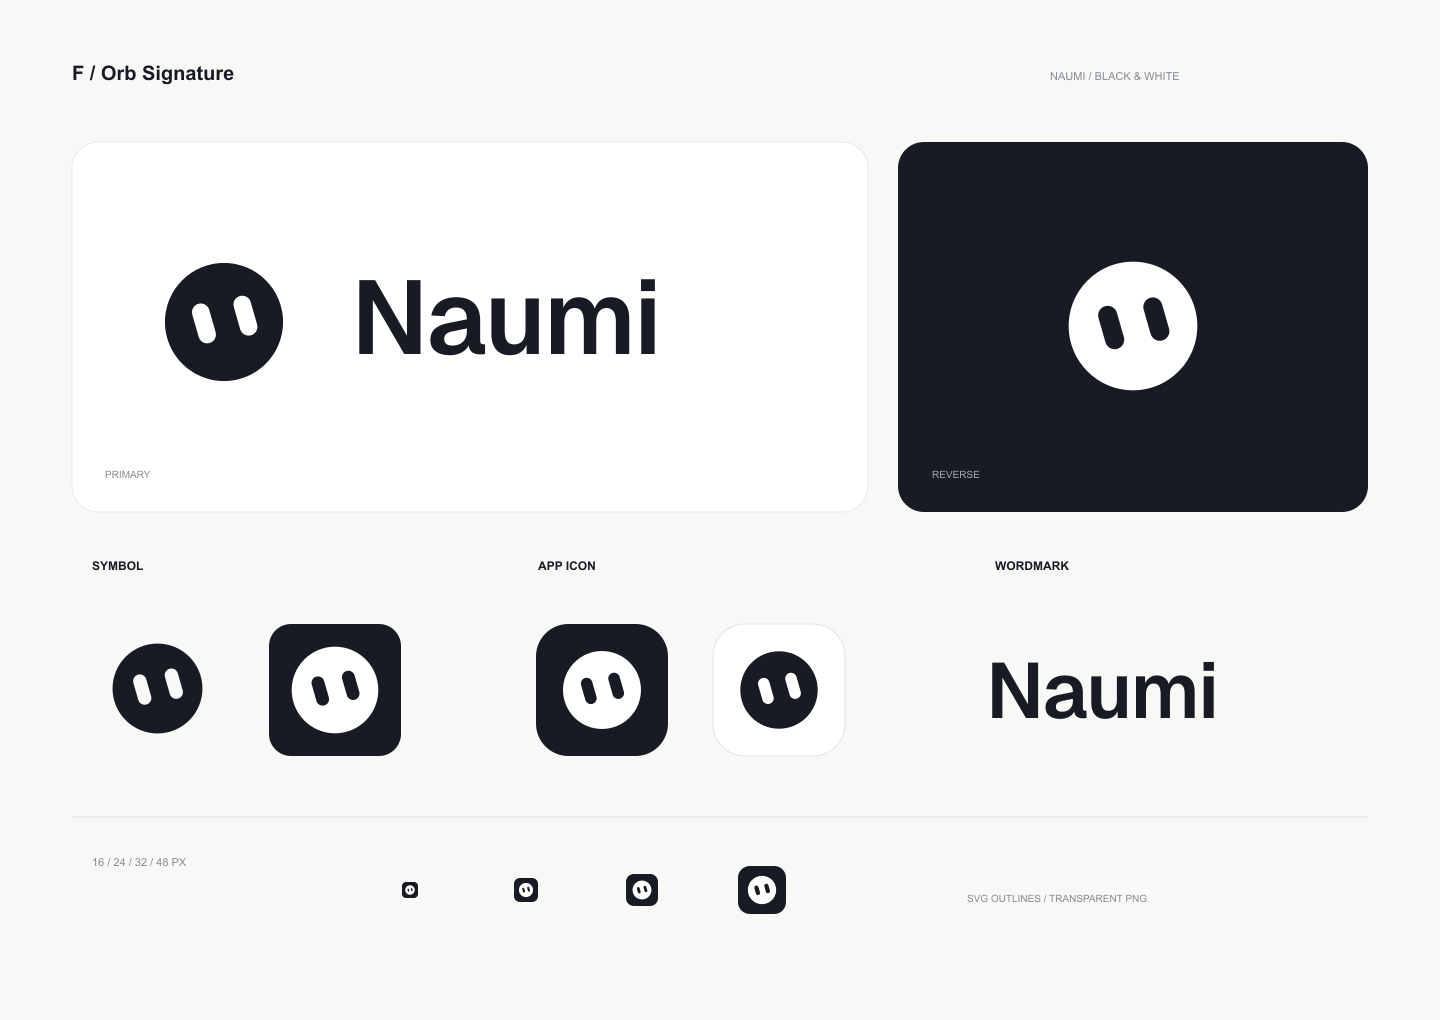 F / Orb Signature
NAUMI / BLACK & WHITE
Naumi
PRIMARY
REVERSE
SYMBOL
APP ICON
WORDMARK
Naumi
16 / 24 / 32 / 48 PX
SVG OUTLINES / TRANSPARENT PNG